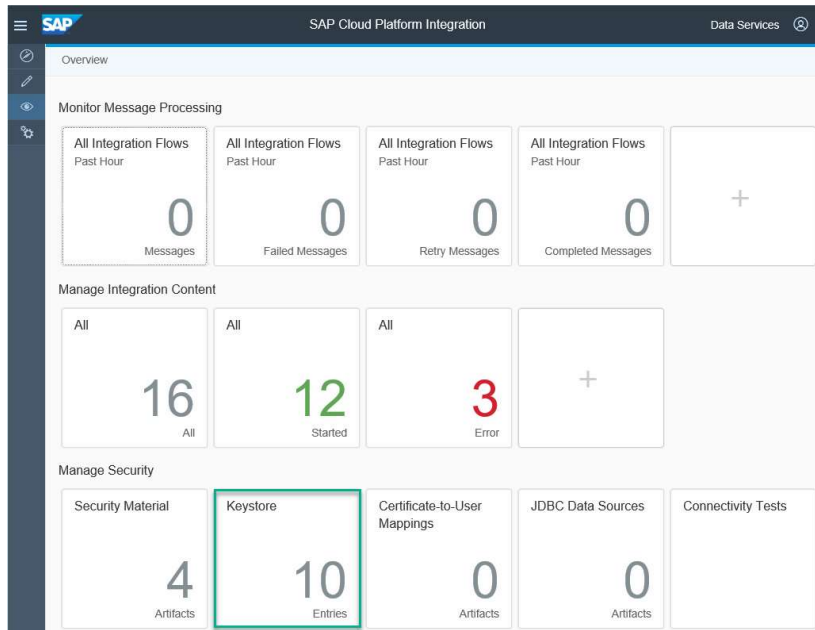 SAP
SAP Cloud Platform Integration
Data Services
Overview
Monitor Message Processing
All Integration Flows
Past Hour
0
Messages
All Integration Flows
Past Hour
0
Failed Messages
All Integration Flows
Past Hour
0
Retry Messages
All Integration Flows
Past Hour
0
Completed Messages
+
Manage Integration Content
All
16
All
All
12
Started
All
3
Error
+
Manage Security
Security Material
4
Artifacts
Keystore
10
Entries
Certificate-to-User
Mappings
0
Artifacts
JDBC Data Sources
0
Artifacts
Connectivity Tests